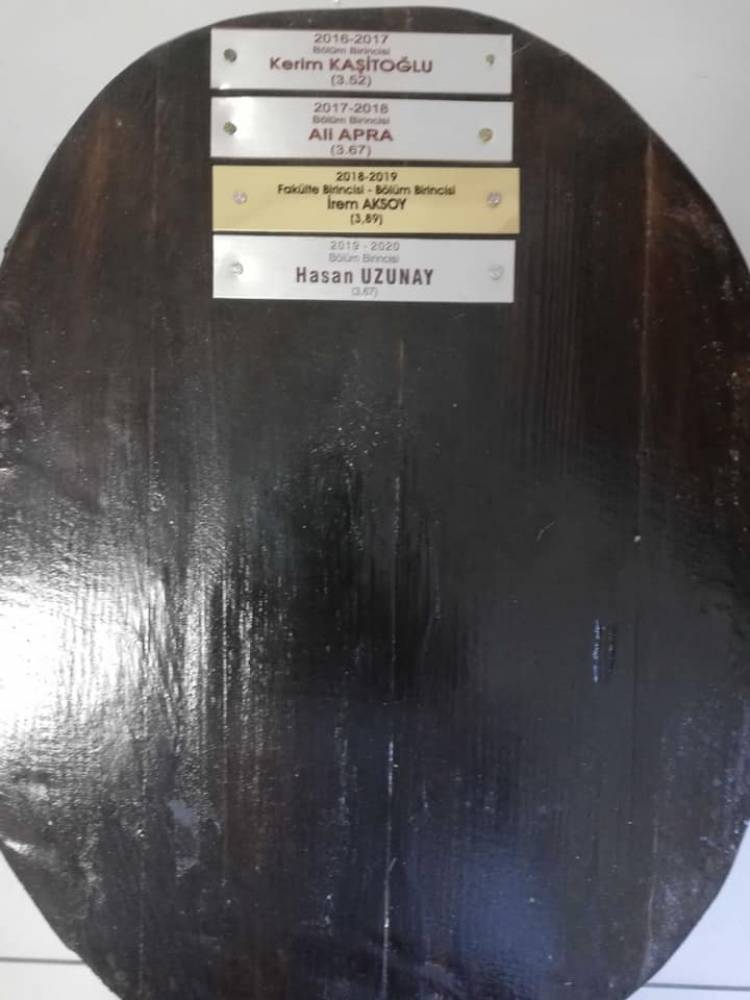 2016-2017
Bölüm Birincisi
Kerim KAŞİTOĞLU
(3.52)
2017-2018
Bölüm Birincisi
Ali APRA
(3.67)
2018-2019
Fakülte Birincisi - Bölüm Birincisi
İrem AKSOY
(3,89)
2019 - 2020
Bölüm Birincisi
Hasan UZUNAY
(3.67)